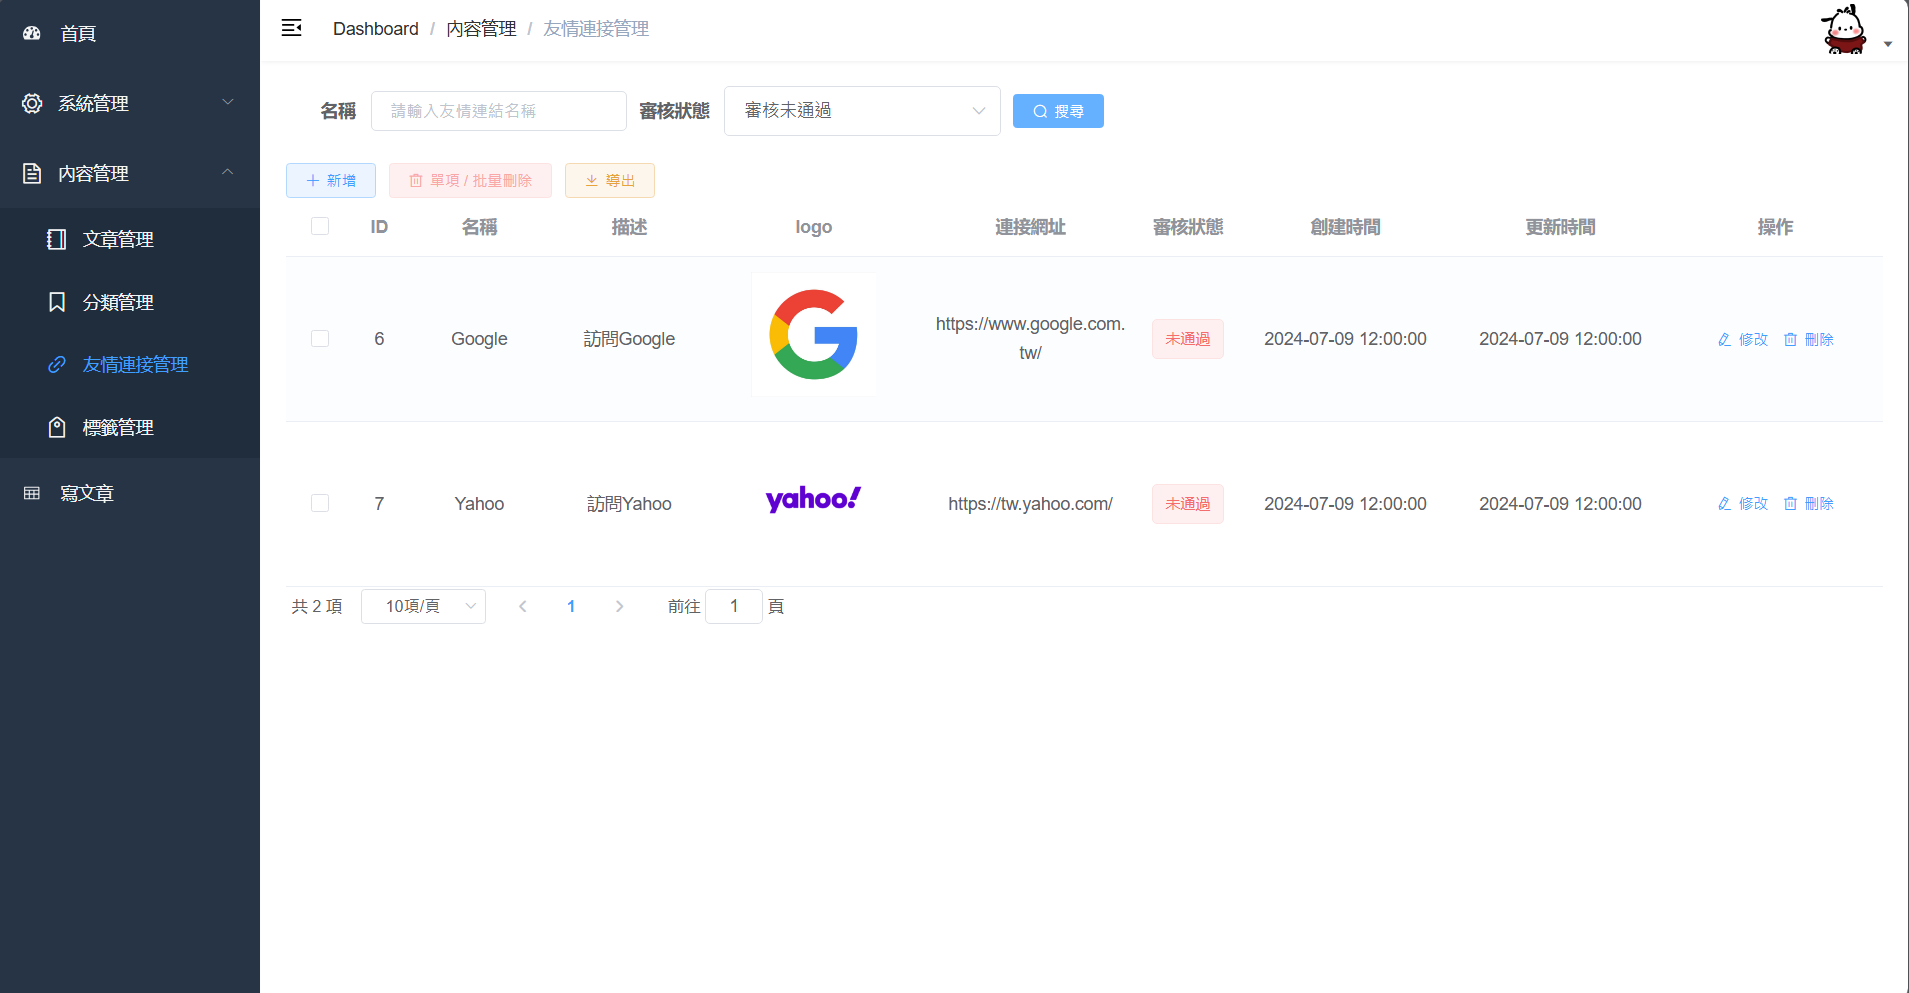 首頁
系統管理
內容管理
文章管理
分類管理
友情連接管理
標籤管理
寫文章
Dashboard / 內容管理 / 友情連接管理
名稱 請輸入友情連結名稱 審核狀態 審核未通過 搜尋
新增 單項 / 批量刪除 導出
ID 名稱 描述 logo 連接網址 審核狀態 創建時間 更新時間 操作
6 Google 訪問Google G https://www.google.com.tw/ 未通過 2024-07-09 12:00:00 2024-07-09 12:00:00 修改 刪除
7 Yahoo 訪問Yahoo yahoo! https://tw.yahoo.com/ 未通過 2024-07-09 12:00:00 2024-07-09 12:00:00 修改 刪除
共 2 項 10項/頁 1 前往 1 頁